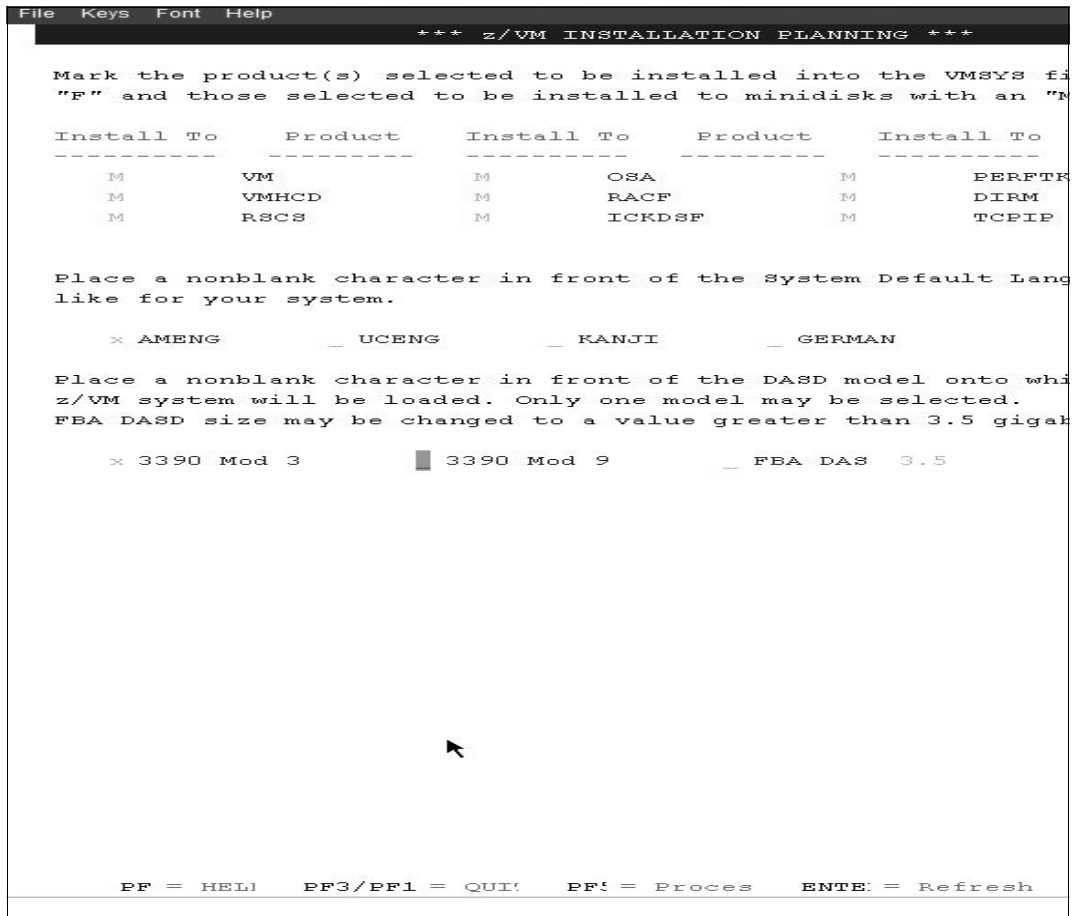 File Keys Font Help
*** z/VM INSTALLATION PLANNING ***
Mark the product(s) selected to be installed into the VMSYS fi
"F" and those selected to be installed to minidisks with an "M
Install To Product Install To Product Install To
---------- --------- ---------- --------- ----------
M VM M OSA M PERFTK
M VMHCD M RACF M DIRM
M RSCS M ICKDSF M TCPIP
Place a nonblank character in front of the System Default Lang
like for your system.
x AMENG _ UCENG _ KANJI _ GERMAN
Place a nonblank character in front of the DASD model onto whi
z/VM system will be loaded. Only one model may be selected.
FBA DASD size may be changed to a value greater than 3.5 gigab
x 3390 Mod 3 _ 3390 Mod 9 _ FBA DAS 3.5
PF = HEL PF3/PF1 = QUI PF = Proces ENTE = Refresh